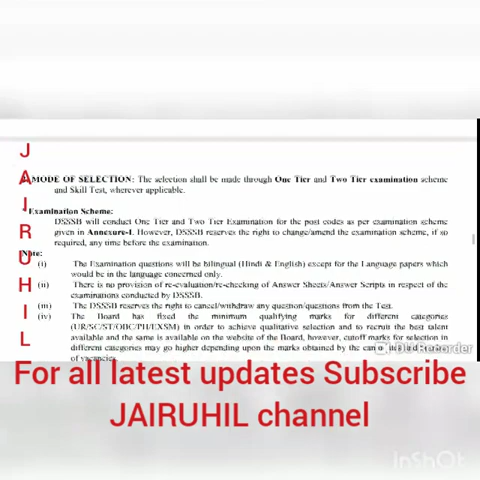 J
A
I
R
U
H
I
L
MODE OF SELECTION: The selection shall be made through One Tier and Two Tier examination scheme
and Skill Test, wherever applicable.
Examination Scheme:
DSSSB will conduct One Tier and Two Tier Examination for the post codes as per examination scheme
given in Annexure-I. However, DSSSB reserves the right to change/amend the examination scheme, if so
required, any time before the examination.
Note:
(i) The Examination questions will be bilingual (Hindi & English) except for the Language papers which
would be in the language concerned only.
(ii) There is no provision of re-evaluation/re-checking of Answer Sheets/Answer Scripts in respect of the
examinations conducted by DSSSB.
(iii) The DSSSB reserves the right to cancel/withdraw any question/questions from the Test.
(iv) The Board has fixed the minimum qualifying marks for different categories
(UR/SC/ST/OBC/PH/EXSM) in order to achieve qualitative selection and to recruit the best talent
available and the same is available on the website of the Board, however, cutoff marks for selection in
different categories may go higher depending upon the marks obtained by the
of vacancies.
DU Recorder
For all latest updates Subscribe
JAIRUHIL channel
InShOt